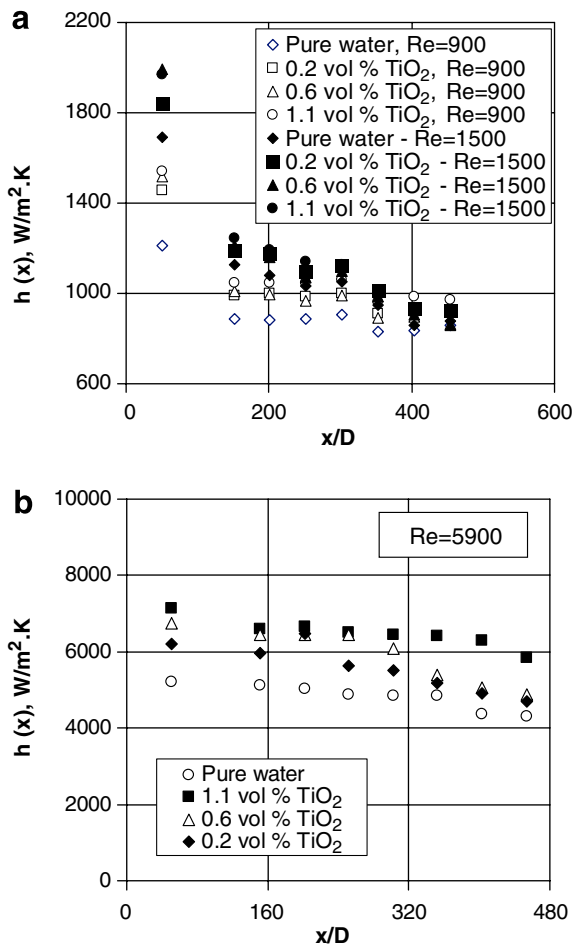 a
2200
1800
1400
1000
600
h (x), W/m².K
Pure water, Re=900
0.2 vol % TiO₂, Re=900
0.6 vol % TiO₂, Re=900
1.1 vol % TiO₂, Re=900
Pure water - Re=1500
0.2 vol % TiO₂ - Re=1500
0.6 vol % TiO₂ - Re=1500
1.1 vol % TiO₂ - Re=1500
0 200 400 600
x/D
b
10000
8000
6000
4000
2000
0
h (x), W/m².K
Re=5900
Pure water
1.1 vol % TiO₂
0.6 vol % TiO₂
0.2 vol % TiO₂
0 160 320 480
x/D